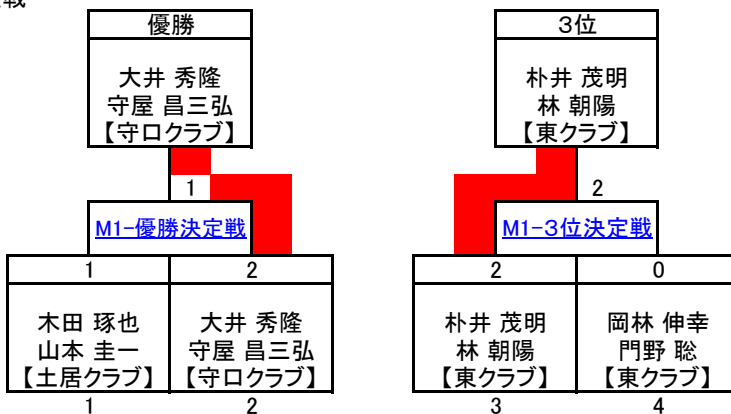 戦
優勝
大井 秀隆
守屋 昌三弘
【守口クラブ】
1
M1-優勝決定戦
1 2
木田 琢也
山本 圭一
【土居クラブ】
1
大井 秀隆
守屋 昌三弘
【守口クラブ】
2
3位
朴井 茂明
林 朝陽
【東クラブ】
2
M1-3位決定戦
2 0
朴井 茂明
林 朝陽
【東クラブ】
3
岡林 伸幸
門野 聡
【東クラブ】
4